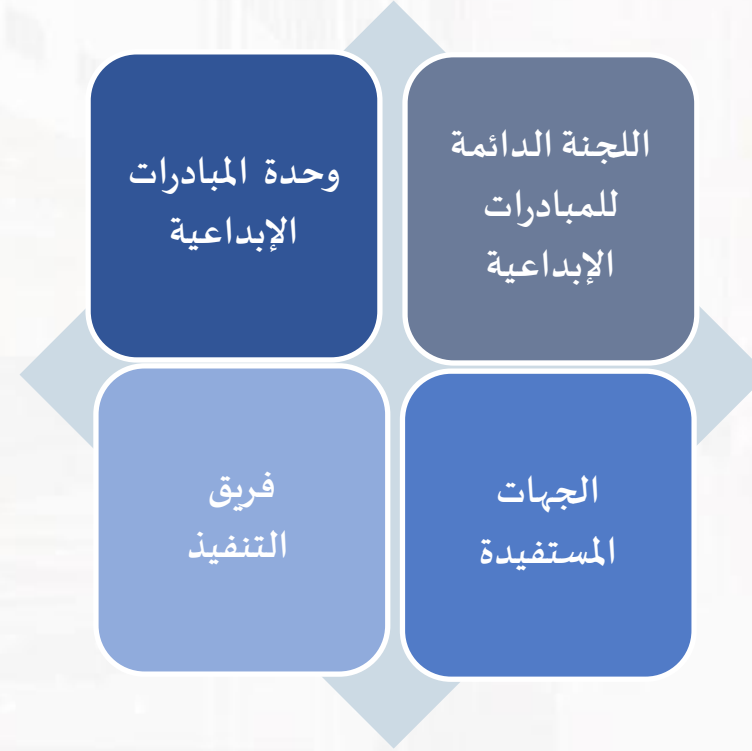 اللجنة الدائمة
للمبادرات
الإبداعية
وحدة المبادرات
الإبداعية
الجهات
المستفيدة
فريق
التنفيذ